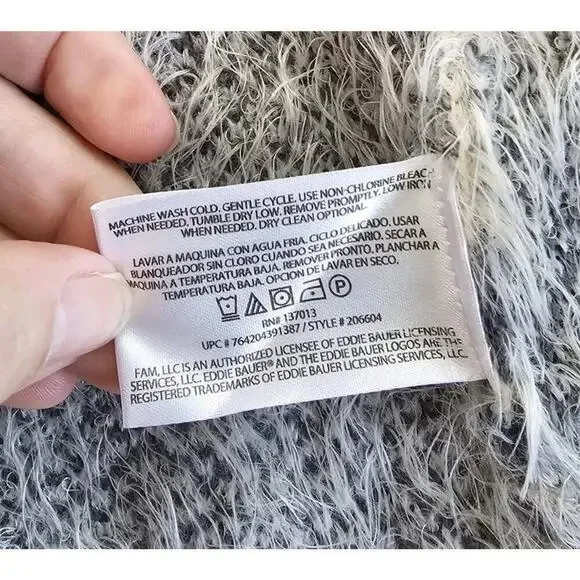 MACHINE WASH COLD. GENTLE CYCLE. USE NON-CHLORINE BLEACH
WHEN NEEDED. TUMBLE DRY LOW. REMOVE PROMPTLY. LOW IRON
WHEN NEEDED. DRY CLEAN OPTIONAL.
LAVAR A MAQUINA CON AGUA FRIA. CICLO DELICADO. USAR
BLANQUEADOR SIN CLORO CUANDO SEA NECESARIO. SECAR A
MAQUINA A TEMPERATURA BAJA. REMOVER PRONTO. PLANCHAR A
TEMPERATURA BAJA. OPCION DE LAVAR EN SECO.
P
RN# 137013
UPC # 764204391387 / STYLE # 206604
FAM, LLC IS AN AUTHORIZED LICENSEE OF EDDIE BAUER LICENSING
SERVICES, LLC. EDDIE BAUER® AND THE EDDIE BAUER LOGOS ARE THE
REGISTERED TRADEMARKS OF EDDIE BAUER LICENSING SERVICES, LLC.